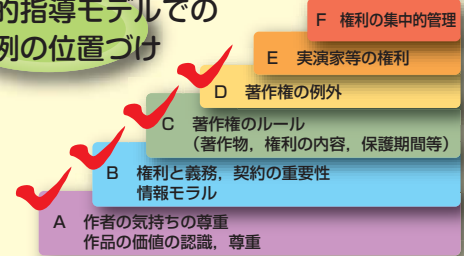 的指導モデルでの
例の位置づけ
F 権利の集中的管理
E 実演家等の権利
D 著作権の例外
C 著作権のルール
（著作物，権利の内容，保護期間等）
B 権利と義務，契約の重要性
情報モラル
A 作者の気持ちの尊重
作品の価値の認識，尊重